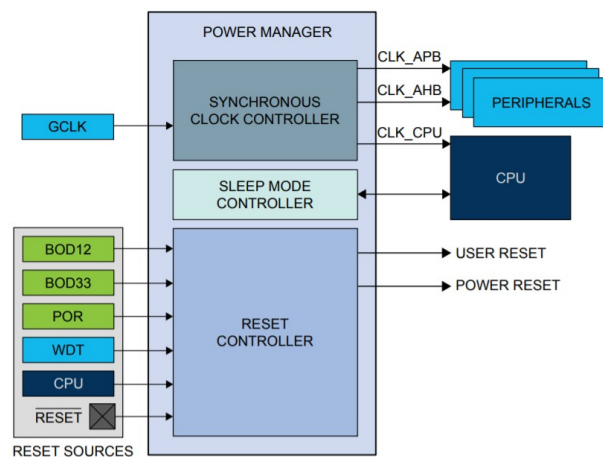 POWER MANAGER
SYNCHRONOUS
CLOCK CONTROLLER
GCLK
CLK_APB
CLK_AHB
CLK_CPU
PERIPHERALS
CPU
SLEEP MODE
CONTROLLER
BOD12
BOD33
POR
WDT
CPU
RESET
RESET SOURCES
RESET
CONTROLLER
USER RESET
POWER RESET